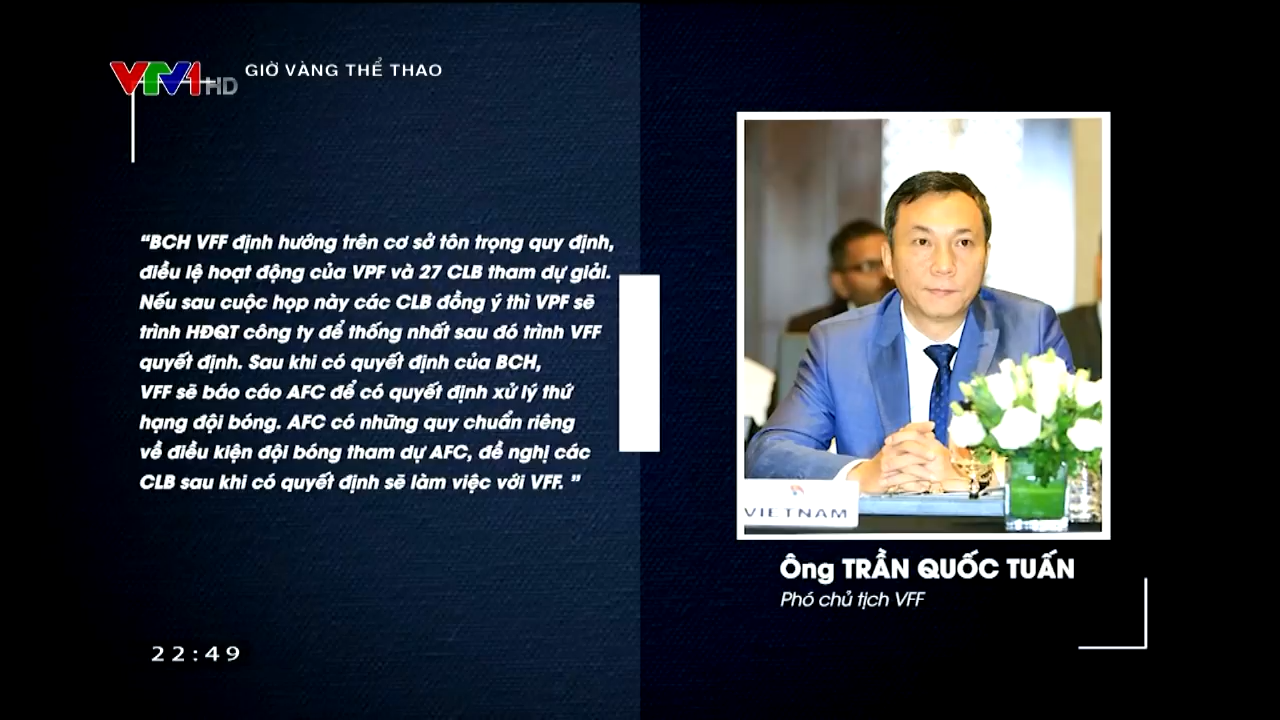 VTV1 HD
GIỜ VÀNG THỂ THAO
“BCH VFF định hướng trên cơ sở tôn trọng quy định,
điều lệ hoạt động của VPF và 27 CLB tham dự giải.
Nếu sau cuộc họp này các CLB đồng ý thì VPF sẽ
trình HĐQT công ty để thống nhất sau đó trình VFF
quyết định. Sau khi có quyết định của BCH,
VFF sẽ báo cáo AFC để có quyết định xử lý thứ
hạng đội bóng. AFC có những quy chuẩn riêng
về điều kiện đội bóng tham dự AFC, đề nghị các
CLB sau khi có quyết định sẽ làm việc với VFF. ”
VIETNAM
Ông TRẦN QUỐC TUẤN
Phó chủ tịch VFF
22:49